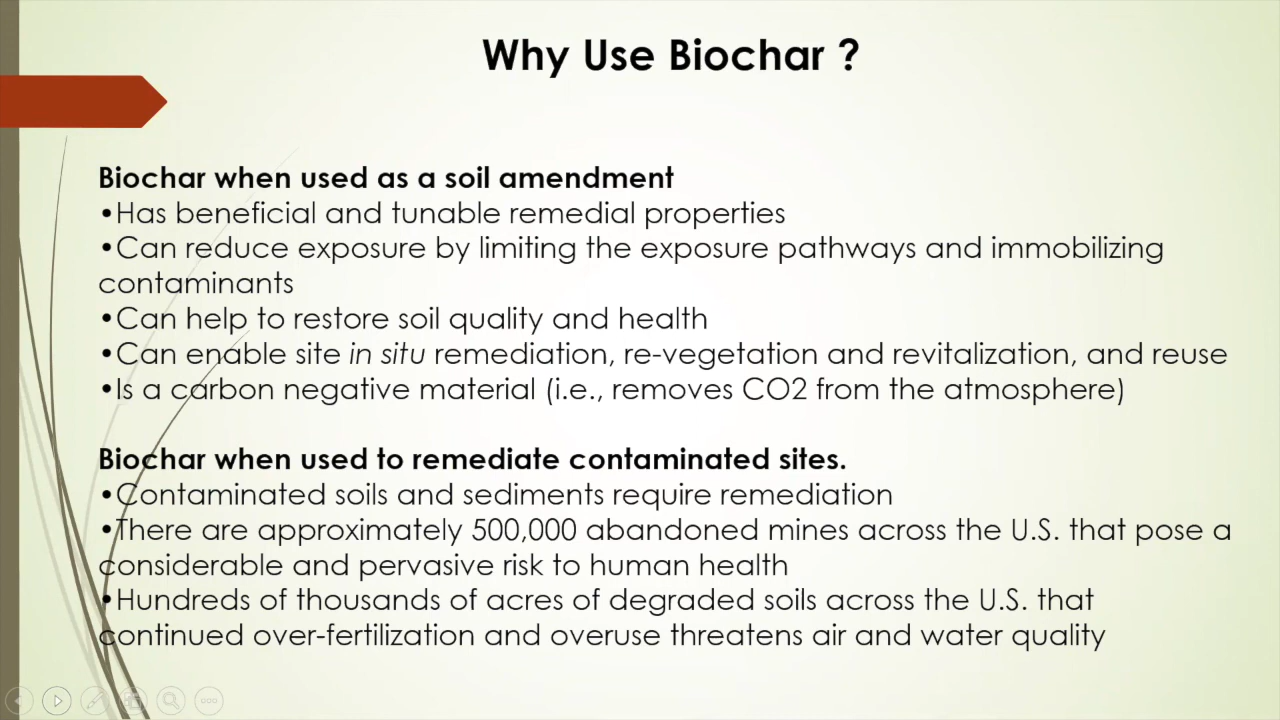 Why Use Biochar ?
Biochar when used as a soil amendment
•Has beneficial and tunable remedial properties
•Can reduce exposure by limiting the exposure pathways and immobilizing
contaminants
•Can help to restore soil quality and health
•Can enable site in situ remediation, re-vegetation and revitalization, and reuse
•Is a carbon negative material (i.e., removes CO2 from the atmosphere)
Biochar when used to remediate contaminated sites.
•Contaminated soils and sediments require remediation
•There are approximately 500,000 abandoned mines across the U.S. that pose a
considerable and pervasive risk to human health
•Hundreds of thousands of acres of degraded soils across the U.S. that
continued over-fertilization and overuse threatens air and water quality